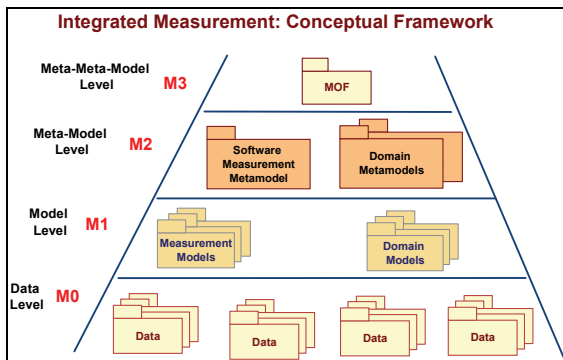 Integrated Measurement: Conceptual Framework
Meta-Meta-Model
Level
M3
MOF
Meta-Model
Level
M2
Software
Measurement
Metamodel
Domain
Metamodels
Model
Level
M1
Measurement
Models
Domain
Models
Data
Level
M0
Data
Data
Data
Data